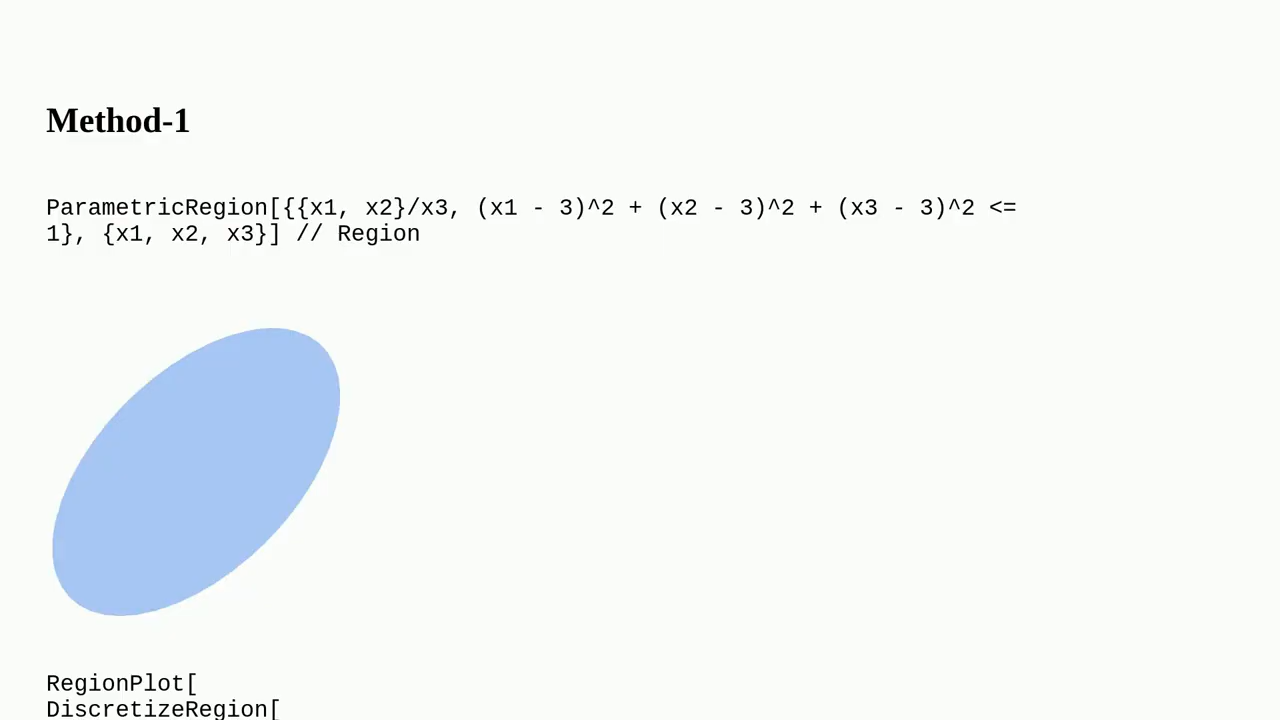 Method-1
ParametricRegion[{{x1, x2}/x3, (x1 - 3)^2 + (x2 - 3)^2 + (x3 - 3)^2 <=
1}, {x1, x2, x3}] // Region
RegionPlot[
DiscretizeRegion[